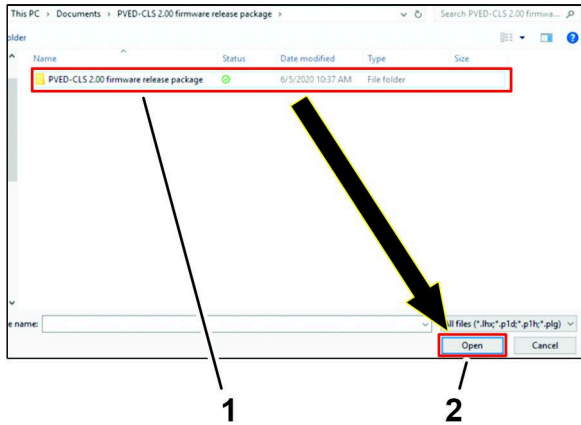 This PC > Documents > PVED-CLS 2.00 firmware release package >
Search PVED-CLS 2.00 firmwa...
older
Name Status Date modified Type Size
PVED-CLS 2.00 firmware release package 6/5/2020 10:37 AM File folder
e name: All files (*.lhx;*.p1d;*.p1h;*.plg)
Open Cancel
1 2